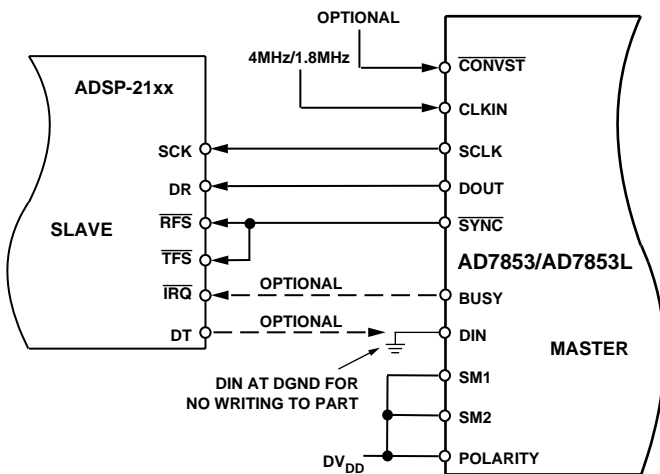 OPTIONAL
4MHz/1.8MHz
ADSP-21xx
CONVST
CLKIN
SCK
SCLK
DR
DOUT
RFS
SYNC
SLAVE
TFS
AD7853/AD7853L
IRQ
OPTIONAL
BUSY
DT
OPTIONAL
DIN
MASTER
DIN AT DGND FOR
NO WRITING TO PART
SM1
SM2
DVDD
POLARITY